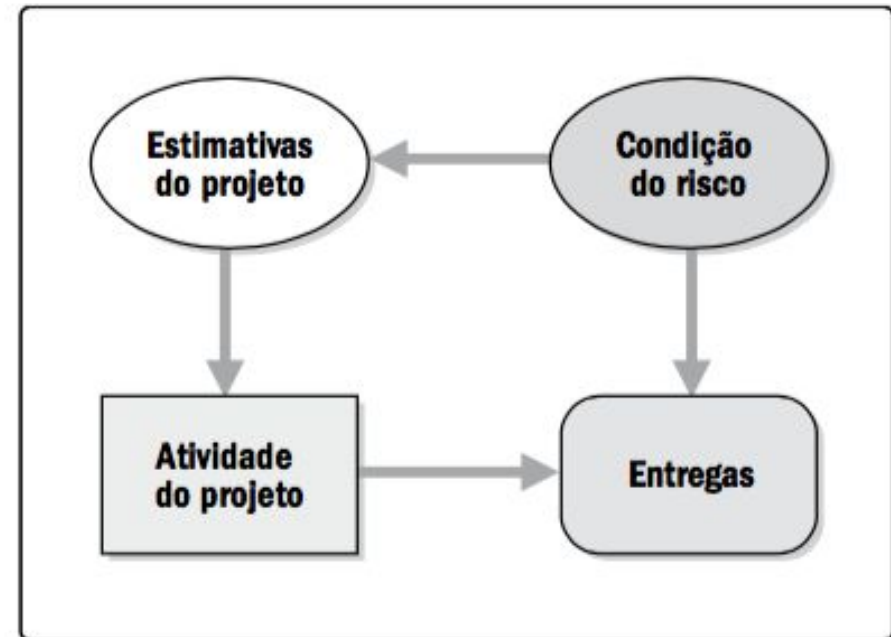 Estimativas
do projeto
Condição
do risco
Atividade
do projeto
Entregas